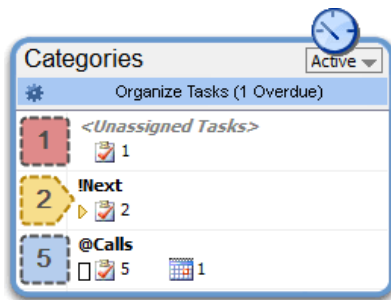 Categories
Active
Organize Tasks (1 Overdue)
1
<Unassigned Tasks>
1
2
!Next
2
5
@Calls
5 1